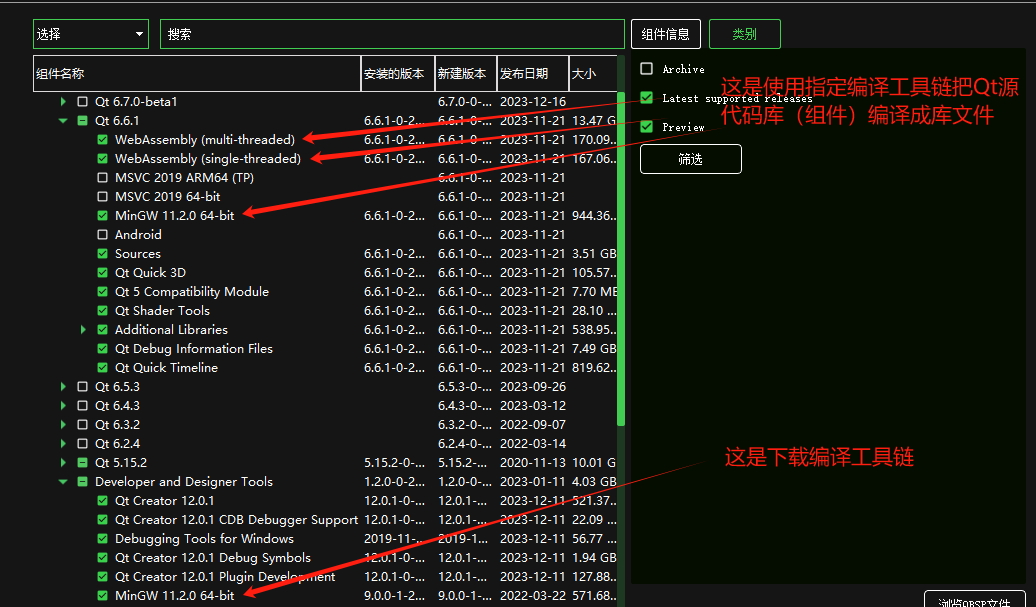 选择 搜索 组件信息 类别
组件名称 安装的版本 新建版本 发布日期 大小
Archive
Latest supported releases
Preview
筛选
这是使用指定编译工具链把Qt源
代码库（组件）编译成库文件
Qt 6.7.0-beta1 6.7.0-0-... 2023-12-16
Qt 6.6.1 6.6.1-0-2... 6.6.1-0-... 2023-11-21 13.47 G
WebAssembly (multi-threaded) 6.6.1-0-2... 6.6.1-0-... 2023-11-21 170.09...
WebAssembly (single-threaded) 6.6.1-0-2... 6.6.1-0-... 2023-11-21 167.06...
MSVC 2019 ARM64 (TP) 6.6.1-0-... 2023-11-21
MSVC 2019 64-bit 6.6.1-0-... 2023-11-21
MinGW 11.2.0 64-bit 6.6.1-0-2... 6.6.1-0-... 2023-11-21 944.36...
Android 6.6.1-0-... 2023-11-21
Sources 6.6.1-0-2... 6.6.1-0-... 2023-11-21 3.51 GB
Qt Quick 3D 6.6.1-0-2... 6.6.1-0-... 2023-11-21 105.57...
Qt 5 Compatibility Module 6.6.1-0-2... 6.6.1-0-... 2023-11-21 7.70 MB
Qt Shader Tools 6.6.1-0-2... 6.6.1-0-... 2023-11-21 28.10 ...
Additional Libraries 6.6.1-0-2... 6.6.1-0-... 2023-11-21 538.95...
Qt Debug Information Files 6.6.1-0-2... 6.6.1-0-... 2023-11-21 7.49 GB
Qt Quick Timeline 6.6.1-0-2... 6.6.1-0-... 2023-11-21 819.62...
Qt 6.5.3 6.5.3-0-... 2023-09-26
Qt 6.4.3 6.4.3-0-... 2023-03-12
Qt 6.3.2 6.3.2-0-... 2022-09-07
Qt 6.2.4 6.2.4-0-... 2022-03-14
Qt 5.15.2 5.15.2-0-... 5.15.2-... 2020-11-13 10.01 G
Developer and Designer Tools 1.2.0-0-2... 1.2.0-0-... 2023-01-11 4.03 GB
Qt Creator 12.0.1 12.0.1-0-... 12.0.1-... 2023-12-11 521.37...
Qt Creator 12.0.1 CDB Debugger Support 12.0.1-0-... 12.0.1-... 2023-12-11 22.09 ...
Debugging Tools for Windows 2019-11-... 2019-1... 2023-12-11 56.77 ...
Qt Creator 12.0.1 Debug Symbols 12.0.1-0-... 12.0.1-... 2023-12-11 1.94 GB
Qt Creator 12.0.1 Plugin Development 12.0.1-0-... 12.0.1-... 2023-12-11 127.88...
MinGW 11.2.0 64-bit 9.0.0-1-2... 9.0.0-1-... 2022-03-22 571.68...
这是下载编译工具链
浏览QBSP文件